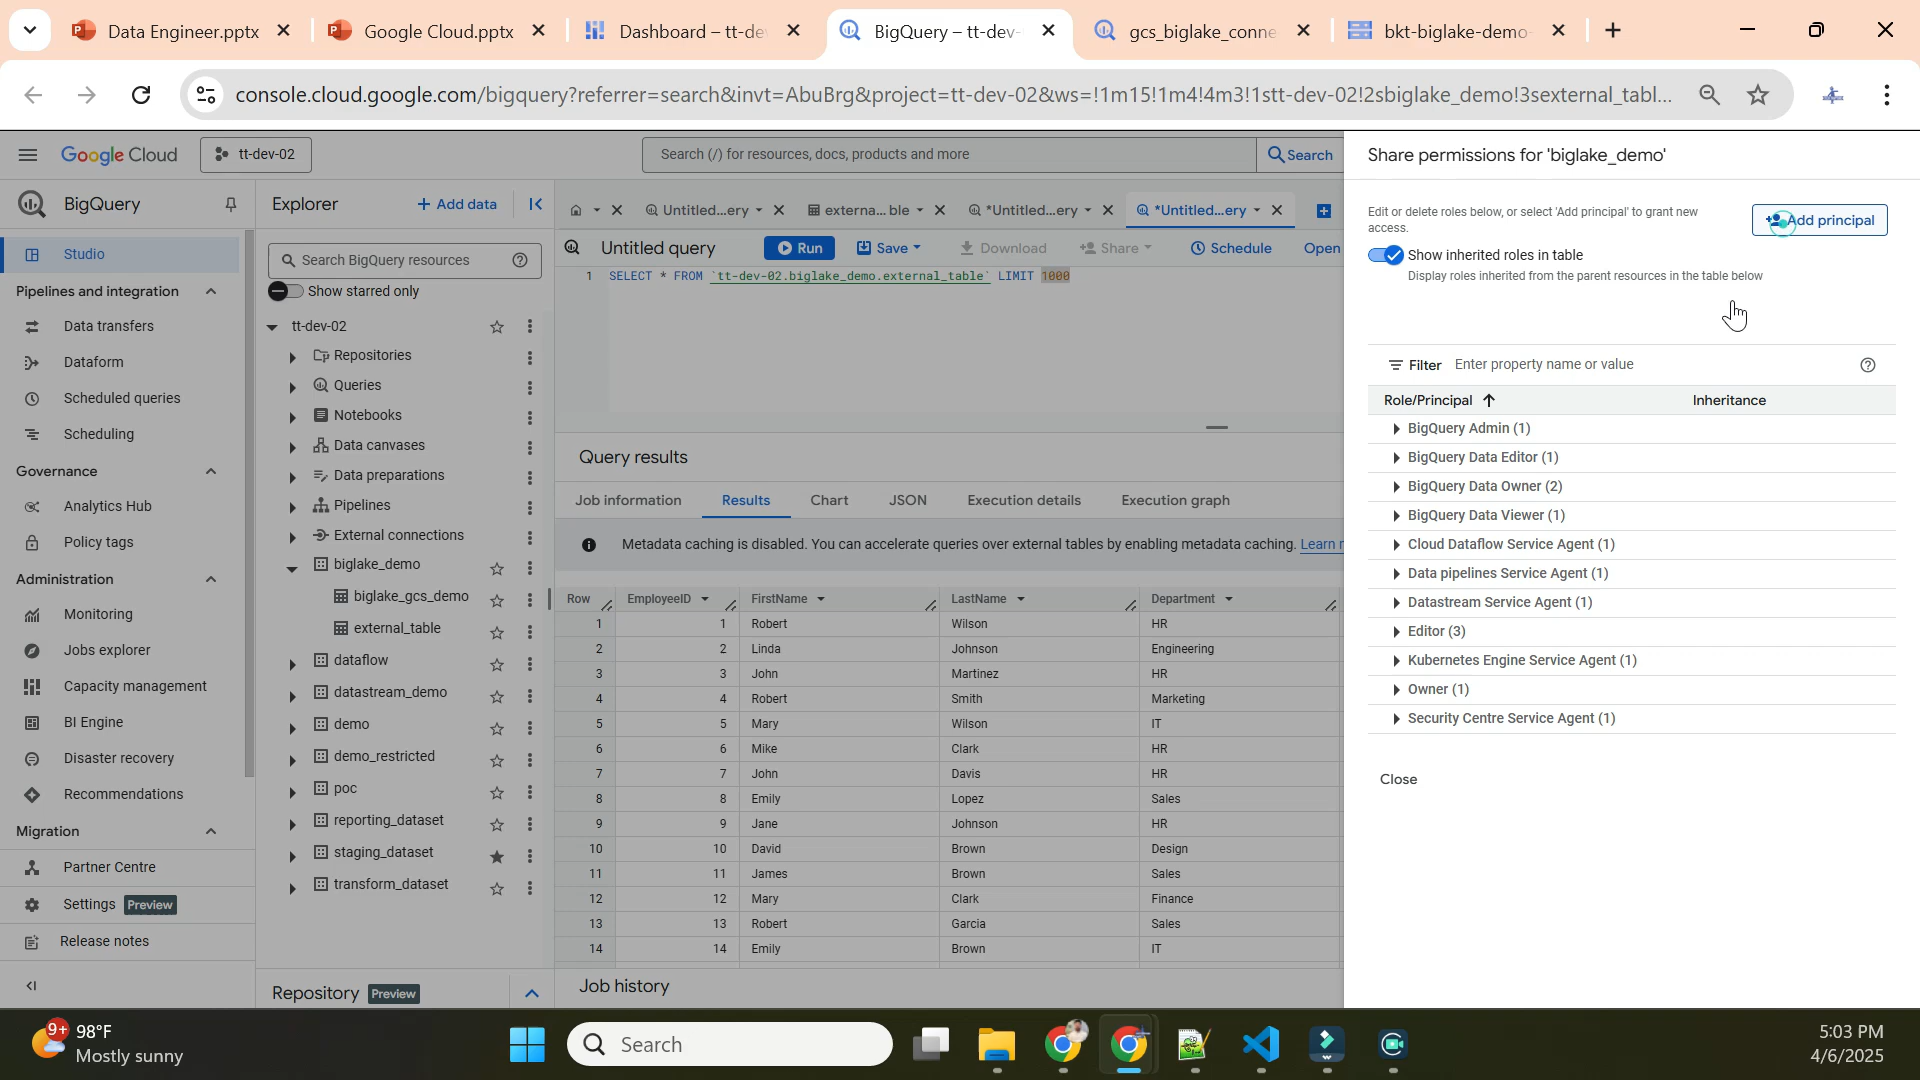 Data Engineer.pptx
Google Cloud.pptx
Dashboard – tt-de
BigQuery – tt-dev-
gcs_biglake_conne
bkt-biglake-demo-
console.cloud.google.com/bigquery?referrer=search&invt=AbuBrg&project=tt-dev-02&ws=!1m15!1m4!4m3!1stt-dev-02!2sbiglake_demo!3sexternal_tabl...
Google Cloud
tt-dev-02
Search (/) for resources, docs, products and more
Search
BigQuery
Studio
Pipelines and integration
Data transfers
Dataform
Scheduled queries
Scheduling
Governance
Analytics Hub
Policy tags
Administration
Monitoring
Jobs explorer
Capacity management
BI Engine
Disaster recovery
Recommendations
Migration
Partner Centre
Settings Preview
Release notes
Explorer
+ Add data
Search BigQuery resources
Show starred only
tt-dev-02
Repositories
Queries
Notebooks
Data canvases
Data preparations
Pipelines
External connections
biglake_demo
biglake_gcs_demo
external_table
dataflow
datastream_demo
demo
demo_restricted
poc
reporting_dataset
staging_dataset
transform_dataset
Repository Preview
Untitled...ery
externa...ble
*Untitled...ery
*Untitled...ery
Untitled query
Run
Save
Download
Share
Schedule
Open
1 SELECT * FROM `tt-dev-02.biglake_demo.external_table` LIMIT 1000
Query results
Job information
Results
Chart
JSON
Execution details
Execution graph
Metadata caching is disabled. You can accelerate queries over external tables by enabling metadata caching. Learn r
Row EmployeeID FirstName LastName Department
1 1 Robert Wilson HR
2 2 Linda Johnson Engineering
3 3 John Martinez HR
4 4 Robert Smith Marketing
5 5 Mary Wilson IT
6 6 Mike Clark HR
7 7 John Davis HR
8 8 Emily Lopez Sales
9 9 Jane Johnson HR
10 10 David Brown Design
11 11 James Brown Sales
12 12 Mary Clark Finance
13 13 Robert Garcia Sales
14 14 Emily Brown IT
Job history
Share permissions for 'biglake_demo'
Edit or delete roles below, or select 'Add principal' to grant new
access.
Add principal
Show inherited roles in table
Display roles inherited from the parent resources in the table below
Filter Enter property name or value
Role/Principal Inheritance
BigQuery Admin (1)
BigQuery Data Editor (1)
BigQuery Data Owner (2)
BigQuery Data Viewer (1)
Cloud Dataflow Service Agent (1)
Data pipelines Service Agent (1)
Datastream Service Agent (1)
Editor (3)
Kubernetes Engine Service Agent (1)
Owner (1)
Security Centre Service Agent (1)
Close
9+
98°F
Mostly sunny
Search
5:03 PM
4/6/2025